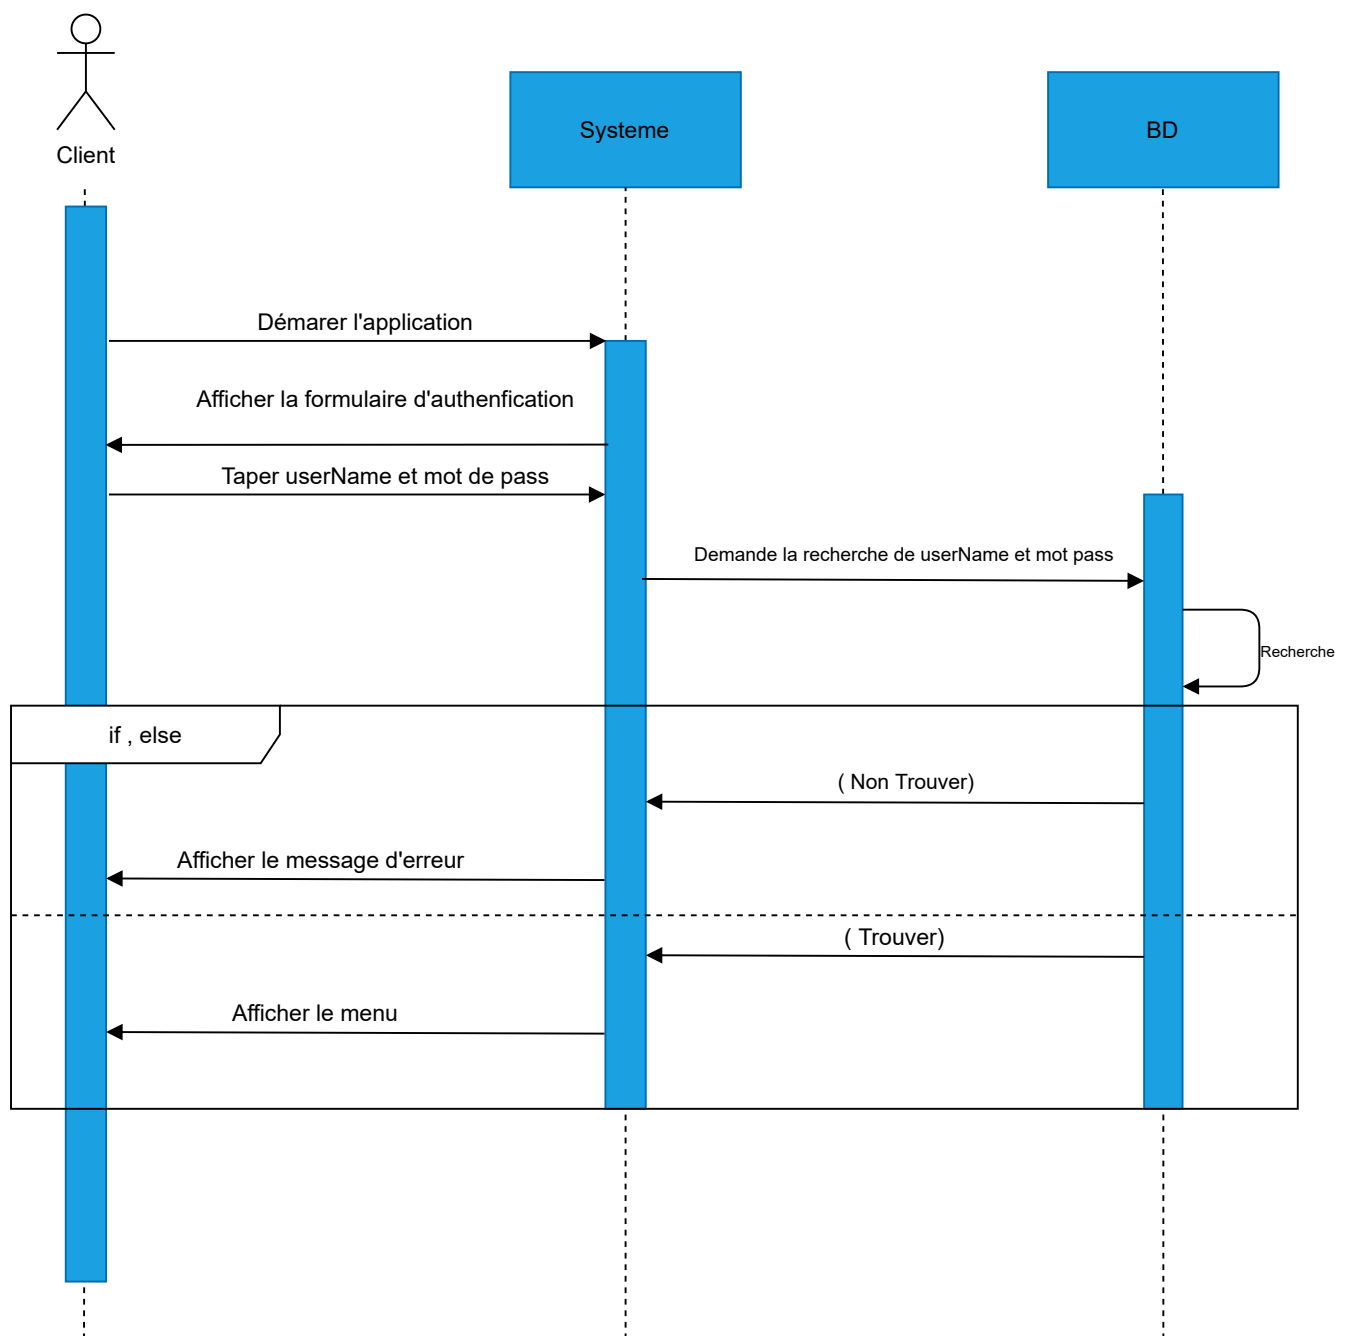 Client
Systeme
BD
Démarer l'application
Afficher la formulaire d'authenfication
Taper userName et mot de pass
Demande la recherche de userName et mot pass
Recherche
if , else
( Non Trouver)
Afficher le message d'erreur
( Trouver)
Afficher le menu